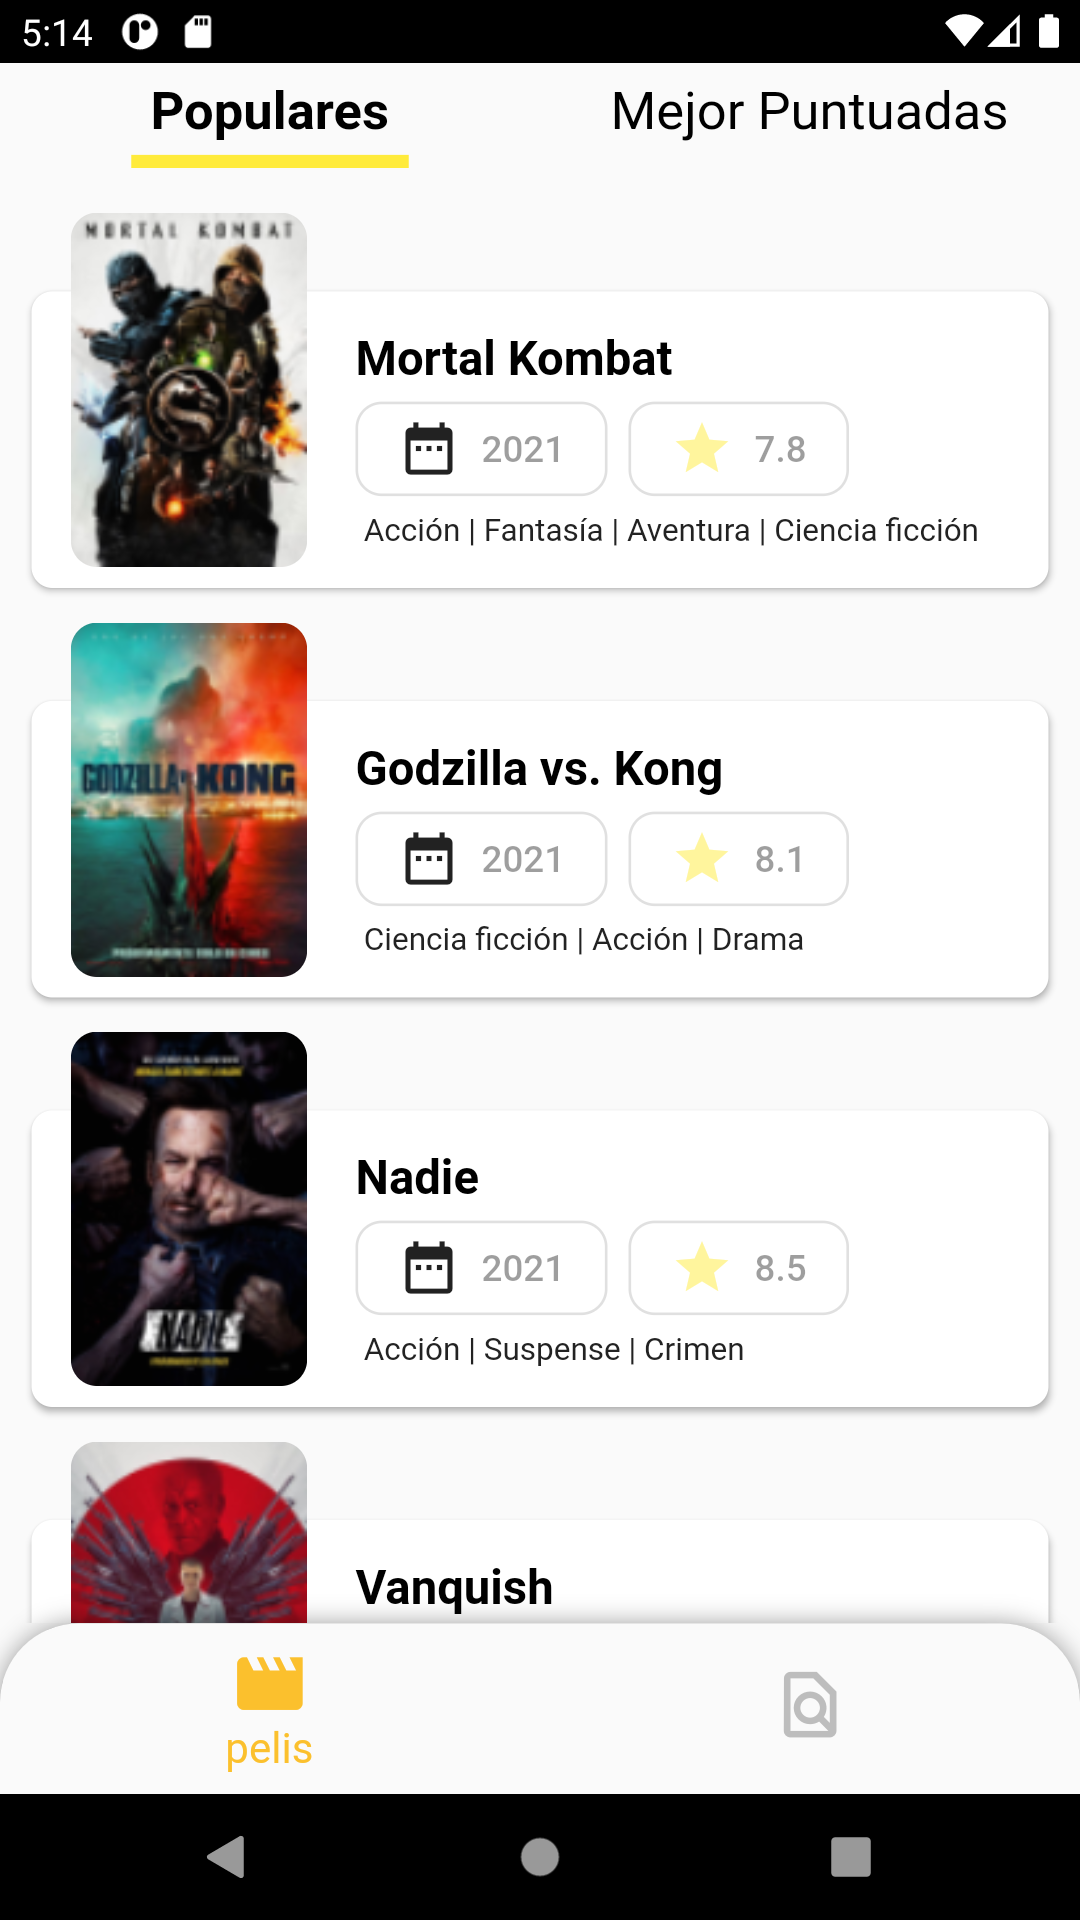 5:14
Populares
Mejor Puntuadas
MORTAL KOMBAT
Mortal Kombat
2021
7.8
Acción | Fantasía | Aventura | Ciencia ficción
GODZILLA KONG
Godzilla vs. Kong
2021
8.1
Ciencia ficción | Acción | Drama
Nadie
2021
8.5
NADIE
Acción | Suspense | Crimen
Vanquish
pelis